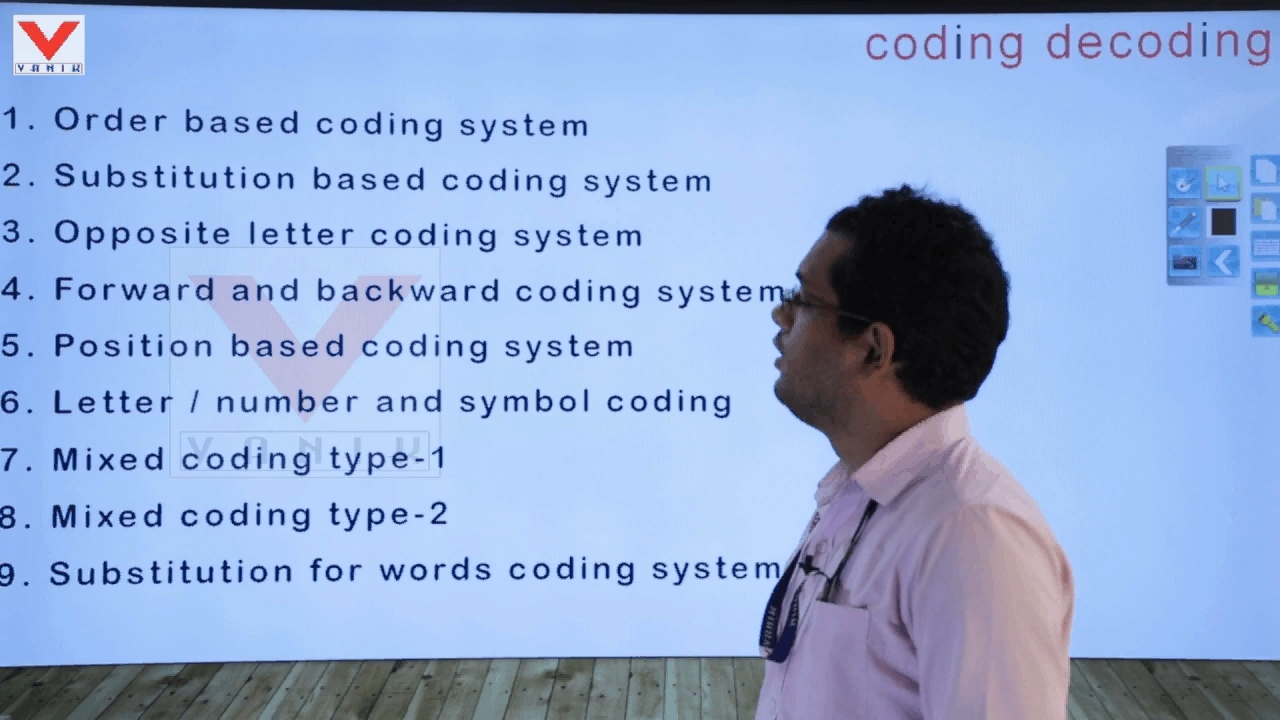 VANIK
coding decoding
1. Order based coding system
2. Substitution based coding system
3. Opposite letter coding system
4. Forward and backward coding system
5. Position based coding system
6. Letter / number and symbol coding
7. Mixed coding type-1
8. Mixed coding type-2
9. Substitution for words coding system
VANIK